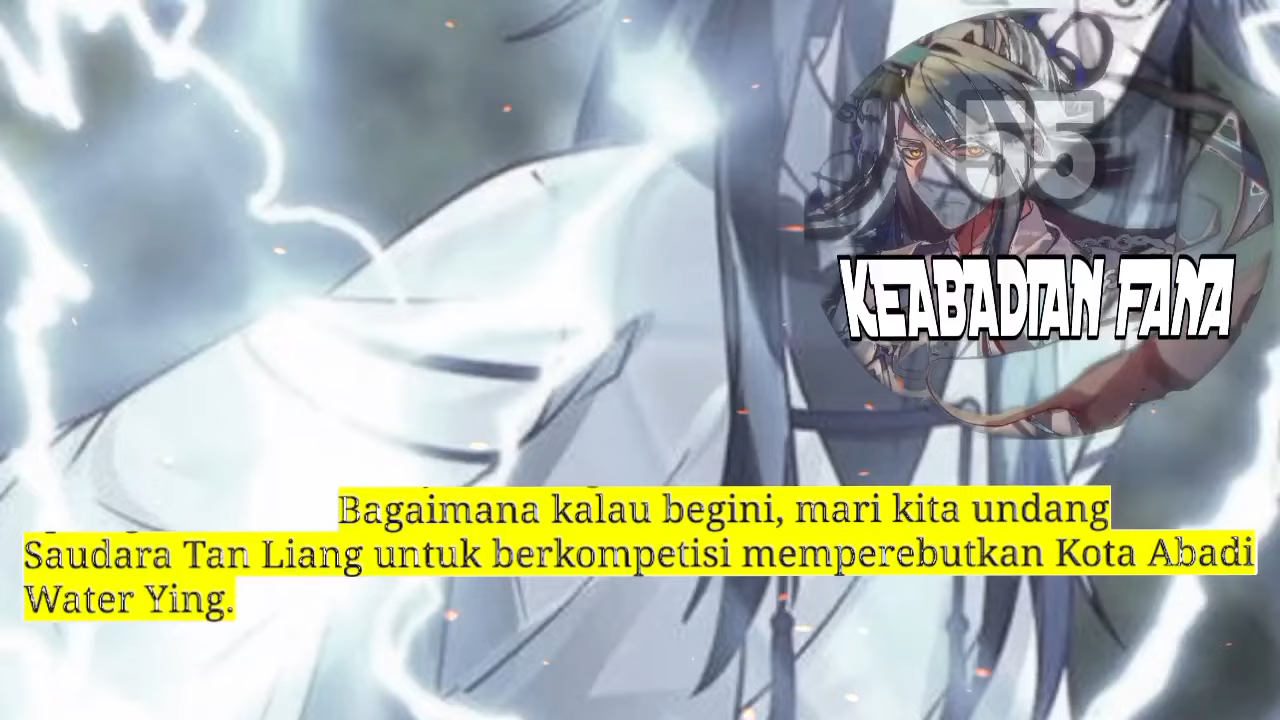 55
KEABADIAN FANA
Bagaimana kalau begini, mari kita undang
Saudara Tan Liang untuk berkompetisi memperebutkan Kota Abadi
Water Ying.